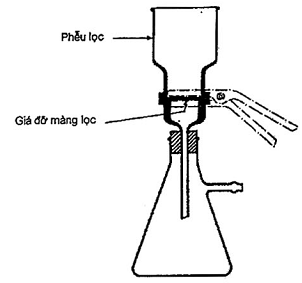 Phễu lọc
Giá đỡ màng lọc